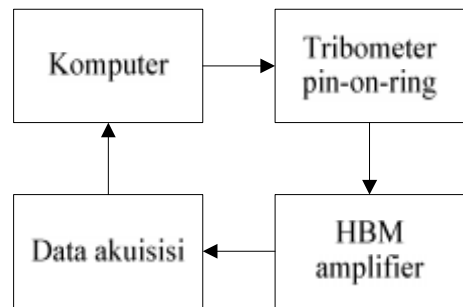 Komputer
Tribometer
pin-on-ring
Data akuisisi
HBM
amplifier